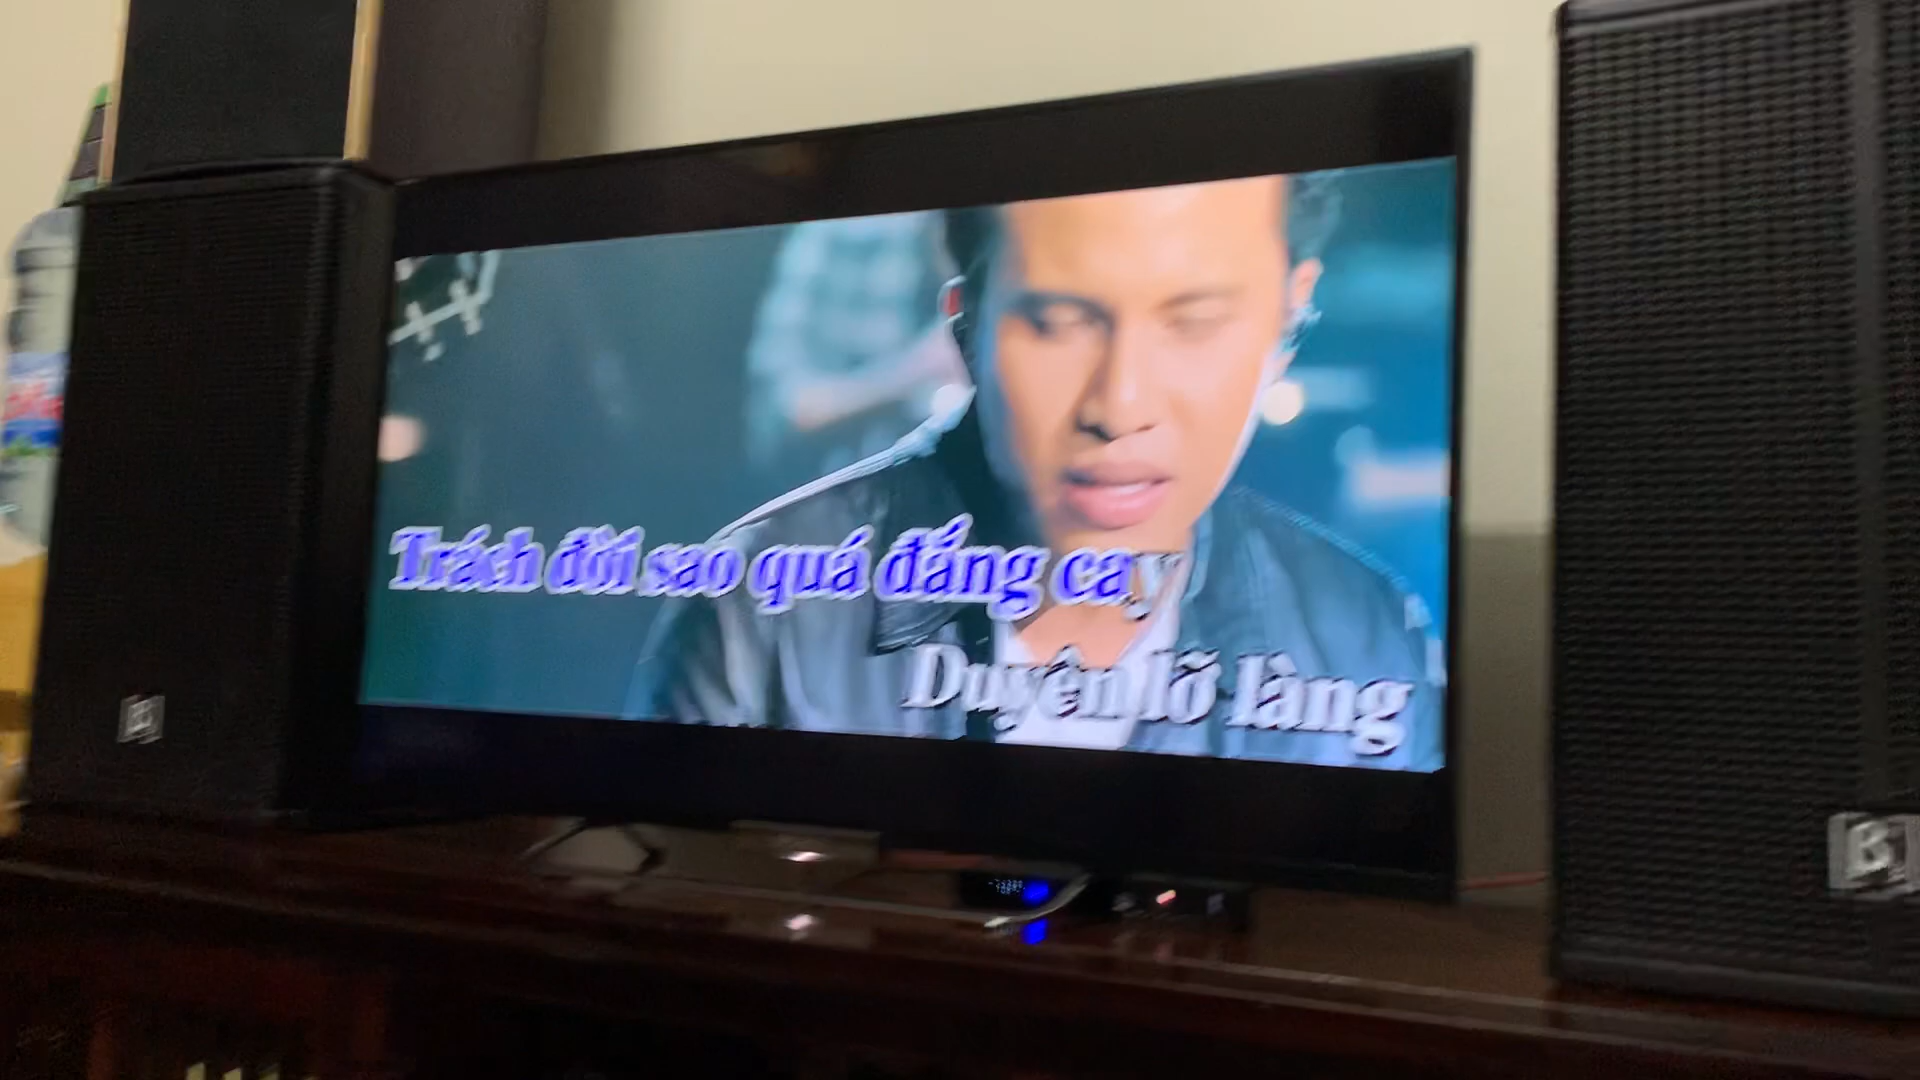 Trách đời sao quá đắng cay
Duyên lỡ làng